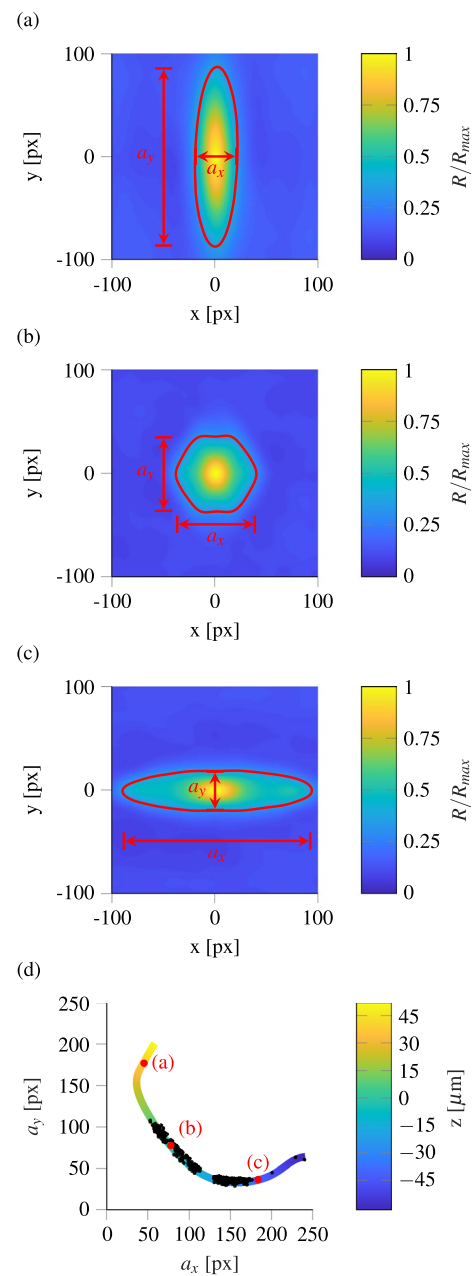 (a)
100
0
-100
y [px]
-100 0 100
x [px]
a_y
a_x
1
0.75
0.5
0.25
0
R/R_max
(b)
100
0
-100
y [px]
-100 0 100
x [px]
a_x
a_x
1
0.75
0.5
0.25
0
R/R_max
(c)
100
0
-100
y [px]
-100 0 100
x [px]
a_y
a_x
1
0.75
0.5
0.25
0
R/R_max
(d)
250
200
150
100
50
0
a_y [px]
0 50 100 150 200 250
a_x [px]
(a)
(b)
(c)
45
30
15
0
−15
−30
−45
z [μm]